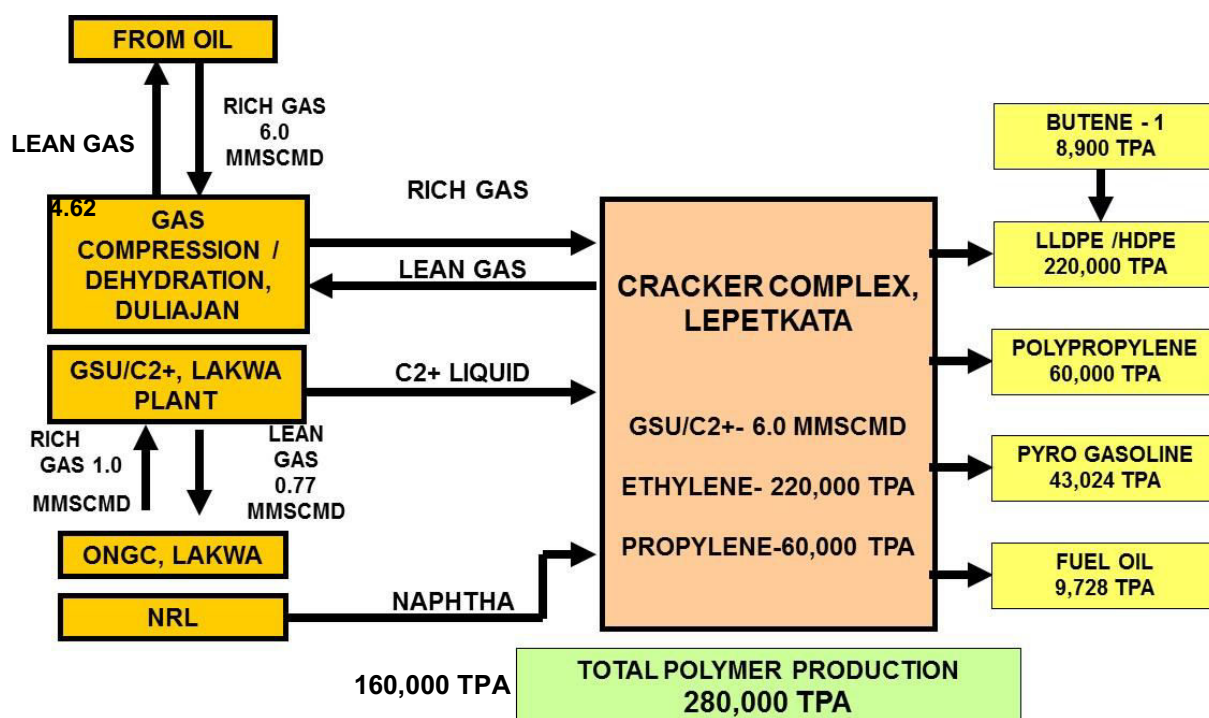 FROM OIL
LEAN GAS
RICH GAS
6.0
MMSCMD
4.62
GAS
COMPRESSION /
DEHYDRATION,
DULIAJAN
RICH GAS
LEAN GAS
GSU/C2+, LAKWA
PLANT
C2+ LIQUID
RICH
GAS 1.0
MMSCMD
LEAN
GAS
0.77
MMSCMD
ONGC, LAKWA
NRL
NAPHTHA
160,000 TPA
CRACKER COMPLEX,
LEPETKATA
GSU/C2+- 6.0 MMSCMD
ETHYLENE- 220,000 TPA
PROPYLENE-60,000 TPA
BUTENE - 1
8,900 TPA
LLDPE /HDPE
220,000 TPA
POLYPROPYLENE
60,000 TPA
PYRO GASOLINE
43,024 TPA
FUEL OIL
9,728 TPA
TOTAL POLYMER PRODUCTION
280,000 TPA